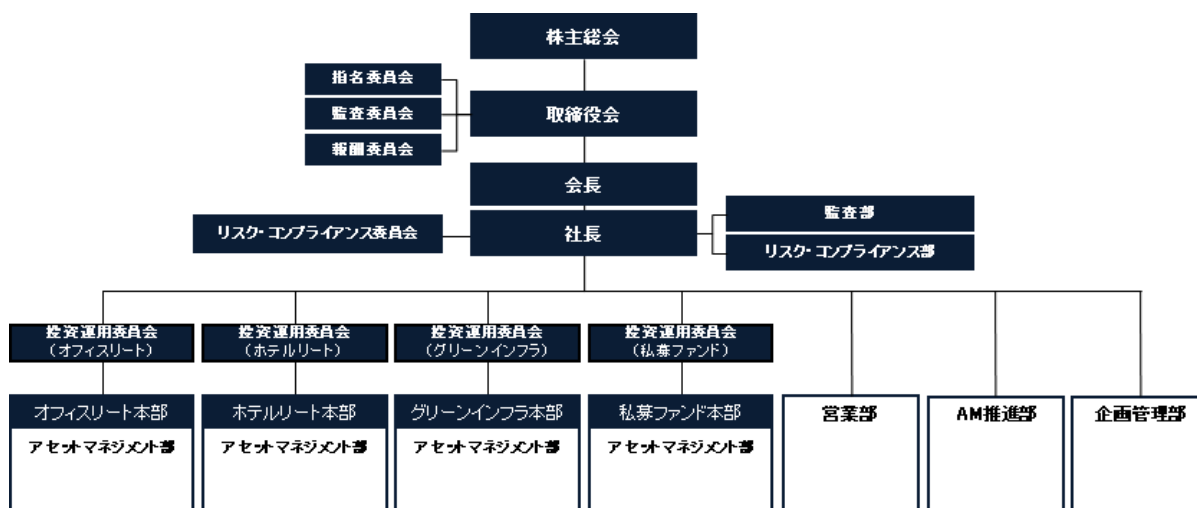 株主総会
指名委員会
監査委員会
報酬委員会
取締役会
会長
社長
リスク・コンプライアンス委員会
監査部
リスク・コンプライアンス部
投資運用委員会
(オフィスリート)
投資運用委員会
(ホテルリート)
投資運用委員会
(グリーンインフラ)
投資運用委員会
(私募ファンド)
オフィスリート本部
アセットマネジメント部
ホテルリート本部
アセットマネジメント部
グリーンインフラ本部
アセットマネジメント部
私募ファンド本部
アセットマネジメント部
営業部
AM推進部
企画管理部